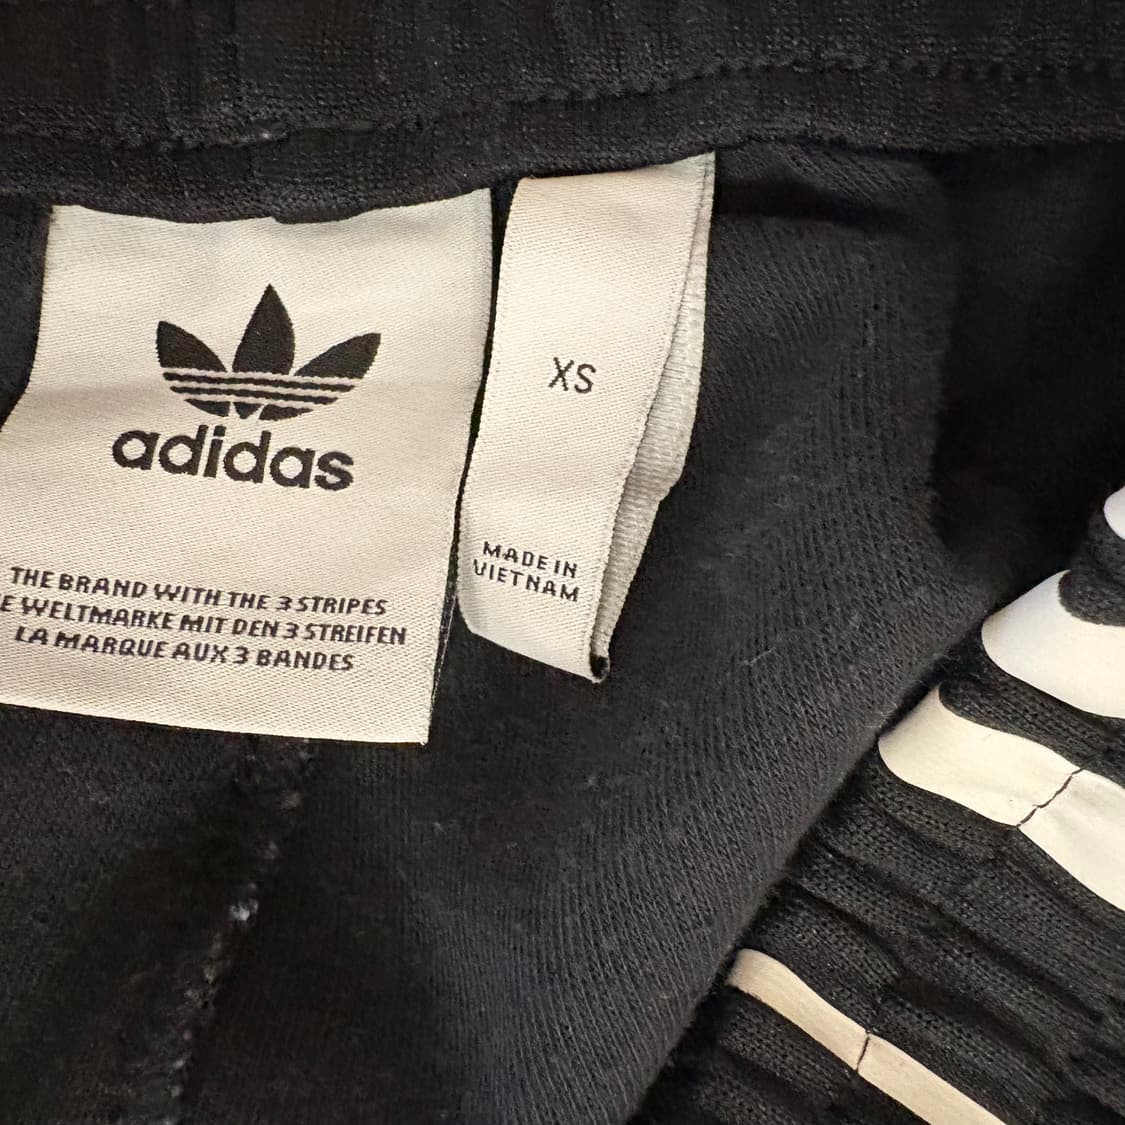 adidas
THE BRAND WITH THE 3 STRIPES
E WELTMARKE MIT DEN 3 STREIFEN
LA MARQUE AUX 3 BANDES
XS
MADE IN
VIETNAM